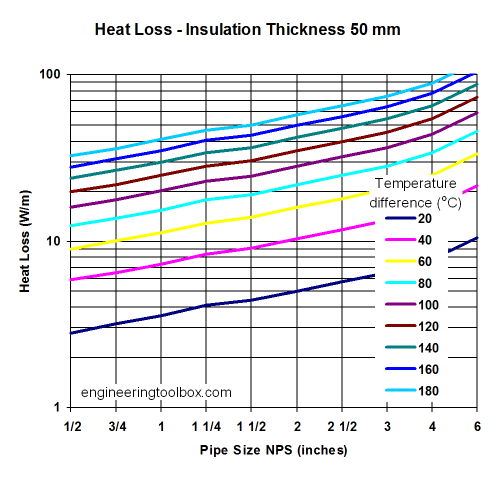 Heat Loss - Insulation Thickness 50 mm
100
10
1
Heat Loss (W/m)
Temperature
difference (°C)
20
40
60
80
100
120
140
160
180
engineeringtoolbox.com
1/2 3/4 1 1 1/4 1 1/2 2 2 1/2 3 4 6
Pipe Size NPS (inches)